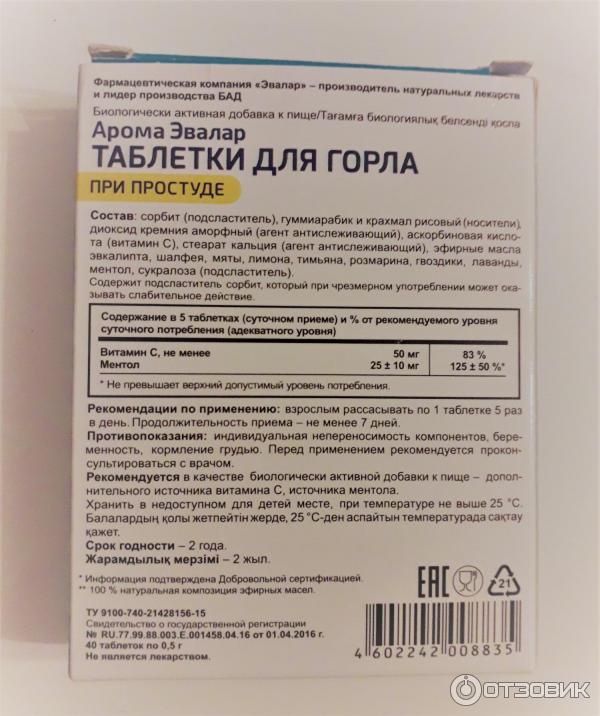 Фармацевтическая компания «Эвалар» – производитель натуральных лекарств
и лидер производства БАД
Биологически активная добавка к пище/Тағамға биологиялық белсенді қоспа
Арома Эвалар
ТАБЛЕТКИ ДЛЯ ГОРЛА
ПРИ ПРОСТУДЕ
Состав: сорбит (подсластитель), гуммиарабик и крахмал рисовый (носители),
диоксид кремния аморфный (агент антислеживающий), аскорбиновая кисло-
та (витамин С), стеарат кальция (агент антислеживающий), эфирные масла
эвкалипта, шалфея, мяты, лимона, тимьяна, розмарина, гвоздики, лаванды,
ментол, сукралоза (подсластитель).
Содержит подсластитель сорбит, который при чрезмерном употреблении может ока-
зывать слабительное действие.
Содержание в 5 таблетках (суточном приеме) и % от рекомендуемого уровня
суточного потребления (адекватного уровня)
Витамин С, не менее 50 мг 83 %
Ментол 25 ± 10 мг 125 ± 50 %*
* Не превышает верхний допустимый уровень потребления.
Рекомендации по применению: взрослым рассасывать по 1 таблетке 5 раз
в день. Продолжительность приема – не менее 7 дней.
Противопоказания: индивидуальная непереносимость компонентов, бере-
менность, кормление грудью. Перед применением рекомендуется прокон-
сультироваться с врачом.
Рекомендуется в качестве биологически активной добавки к пище – допол-
нительного источника витамина С, источника ментола.
Хранить в недоступном для детей месте, при температуре не выше 25 °С.
Балалардың қолы жетпейтін жерде, 25 °С-ден аспайтын температурада сақтау
қажет.
Срок годности – 2 года.
Жарамдылық мерзімі – 2 жыл.
* Информация подтверждена Добровольной сертификацией.
** 100 % натуральная композиция эфирных масел.
EAC
21
ТУ 9100-740-21428156-15
Свидетельство о государственной регистрации
№ RU.77.99.88.003.Е.001458.04.16 от 01.04.2016 г.
40 таблеток по 0,5 г
Не является лекарством.
4 602242 008835
ОТЗОВИК